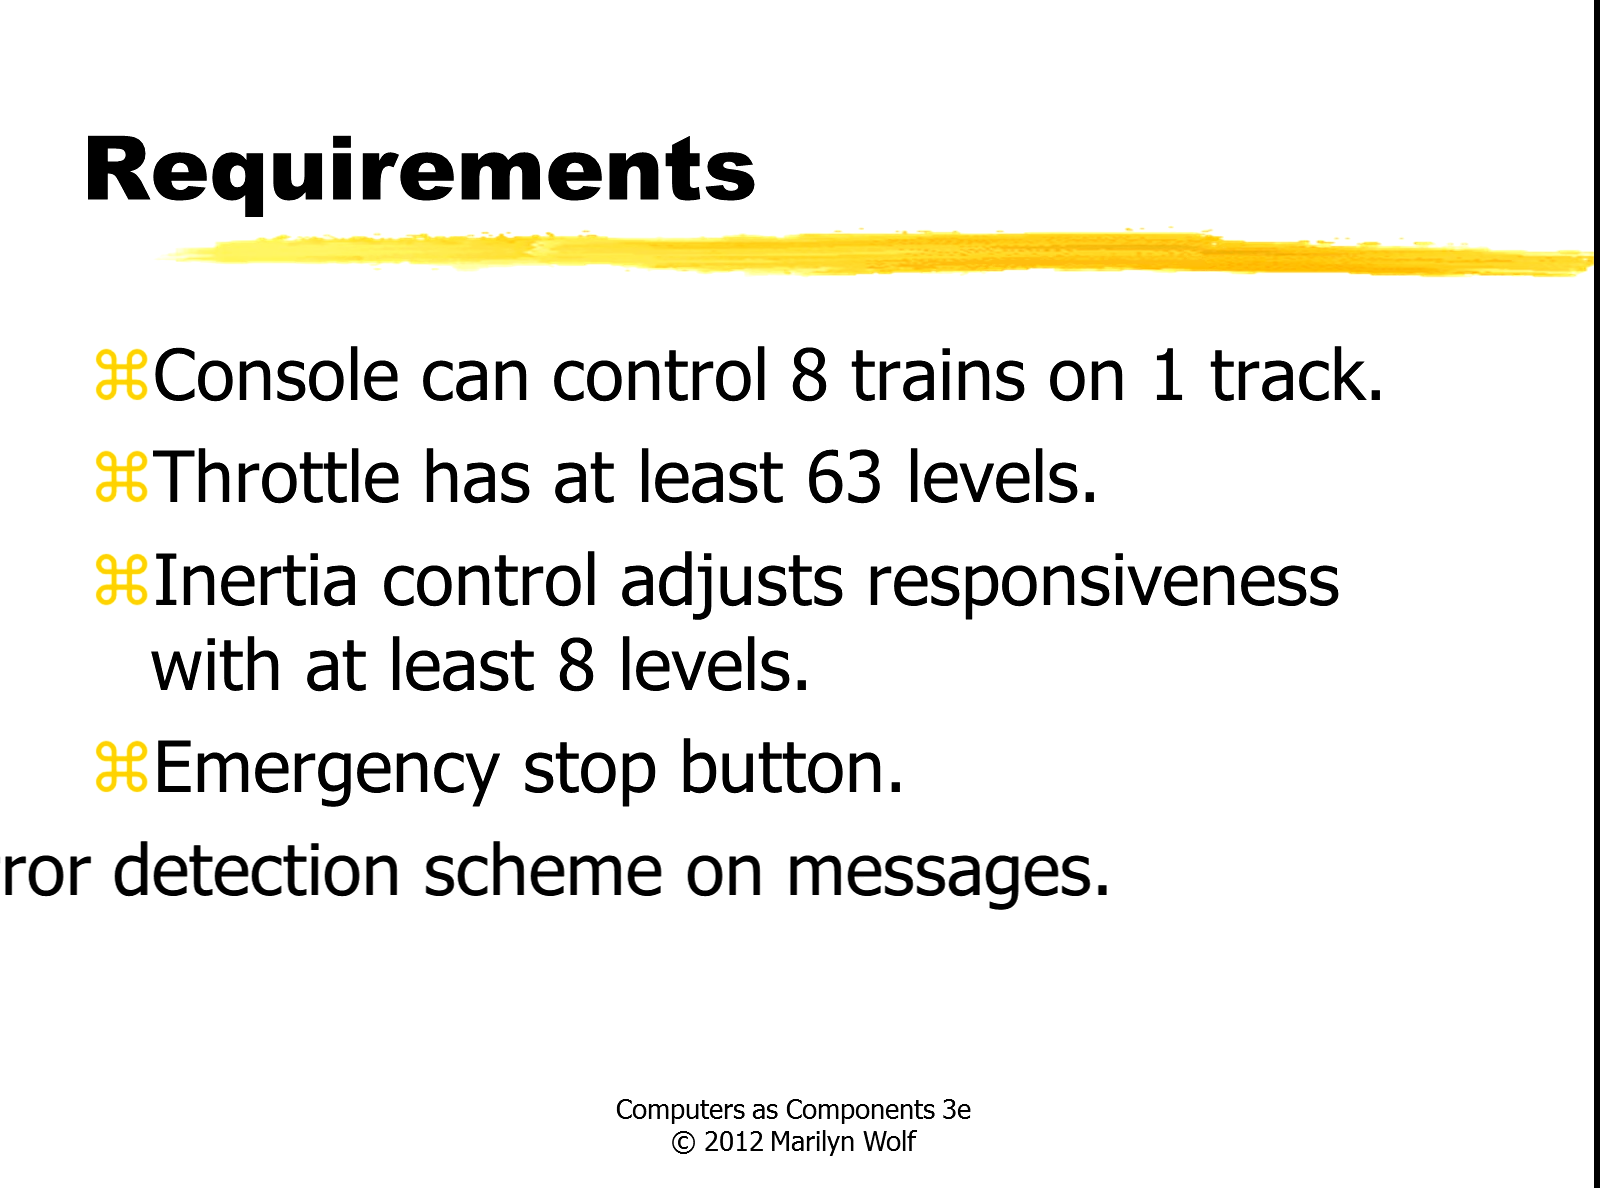 Requirements
⌘Console can control 8 trains on 1 track.
⌘Throttle has at least 63 levels.
⌘Inertia control adjusts responsiveness
with at least 8 levels.
⌘Emergency stop button.
ror detection scheme on messages.
Computers as Components 3e
© 2012 Marilyn Wolf